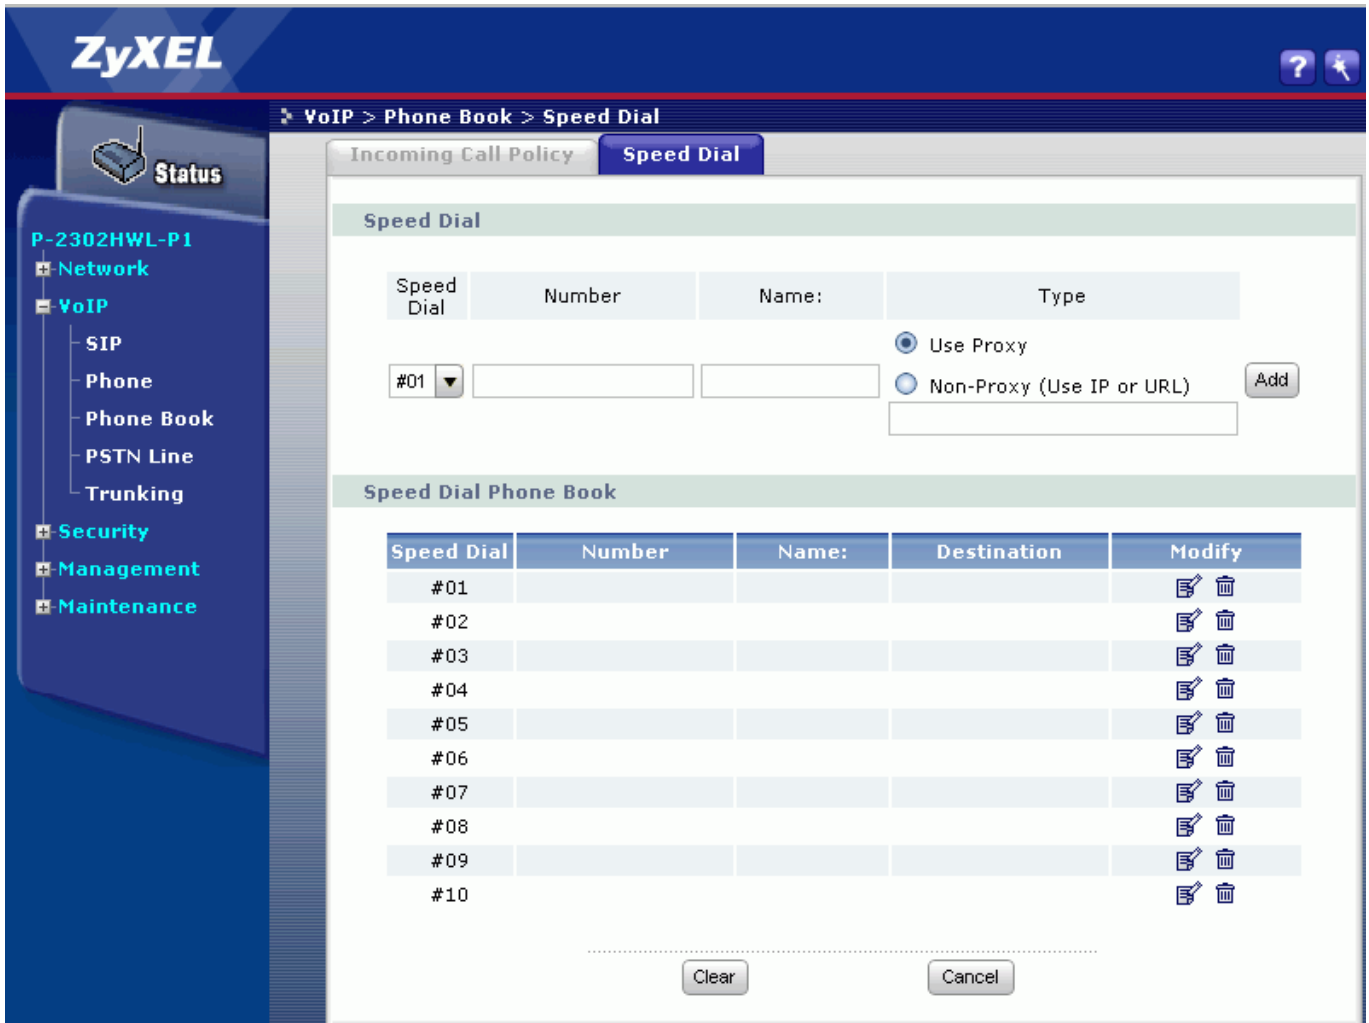 ZyXEL
?
VoIP > Phone Book > Speed Dial
Status
P-2302HWL-P1
Network
VoIP
SIP
Phone
Phone Book
PSTN Line
Trunking
Security
Management
Maintenance
Incoming Call Policy Speed Dial
Speed Dial
Speed Dial Number Name: Type
#01 Use Proxy
Non-Proxy (Use IP or URL) Add
Speed Dial Phone Book
Speed Dial Number Name: Destination Modify
#01
#02
#03
#04
#05
#06
#07
#08
#09
#10
Clear Cancel